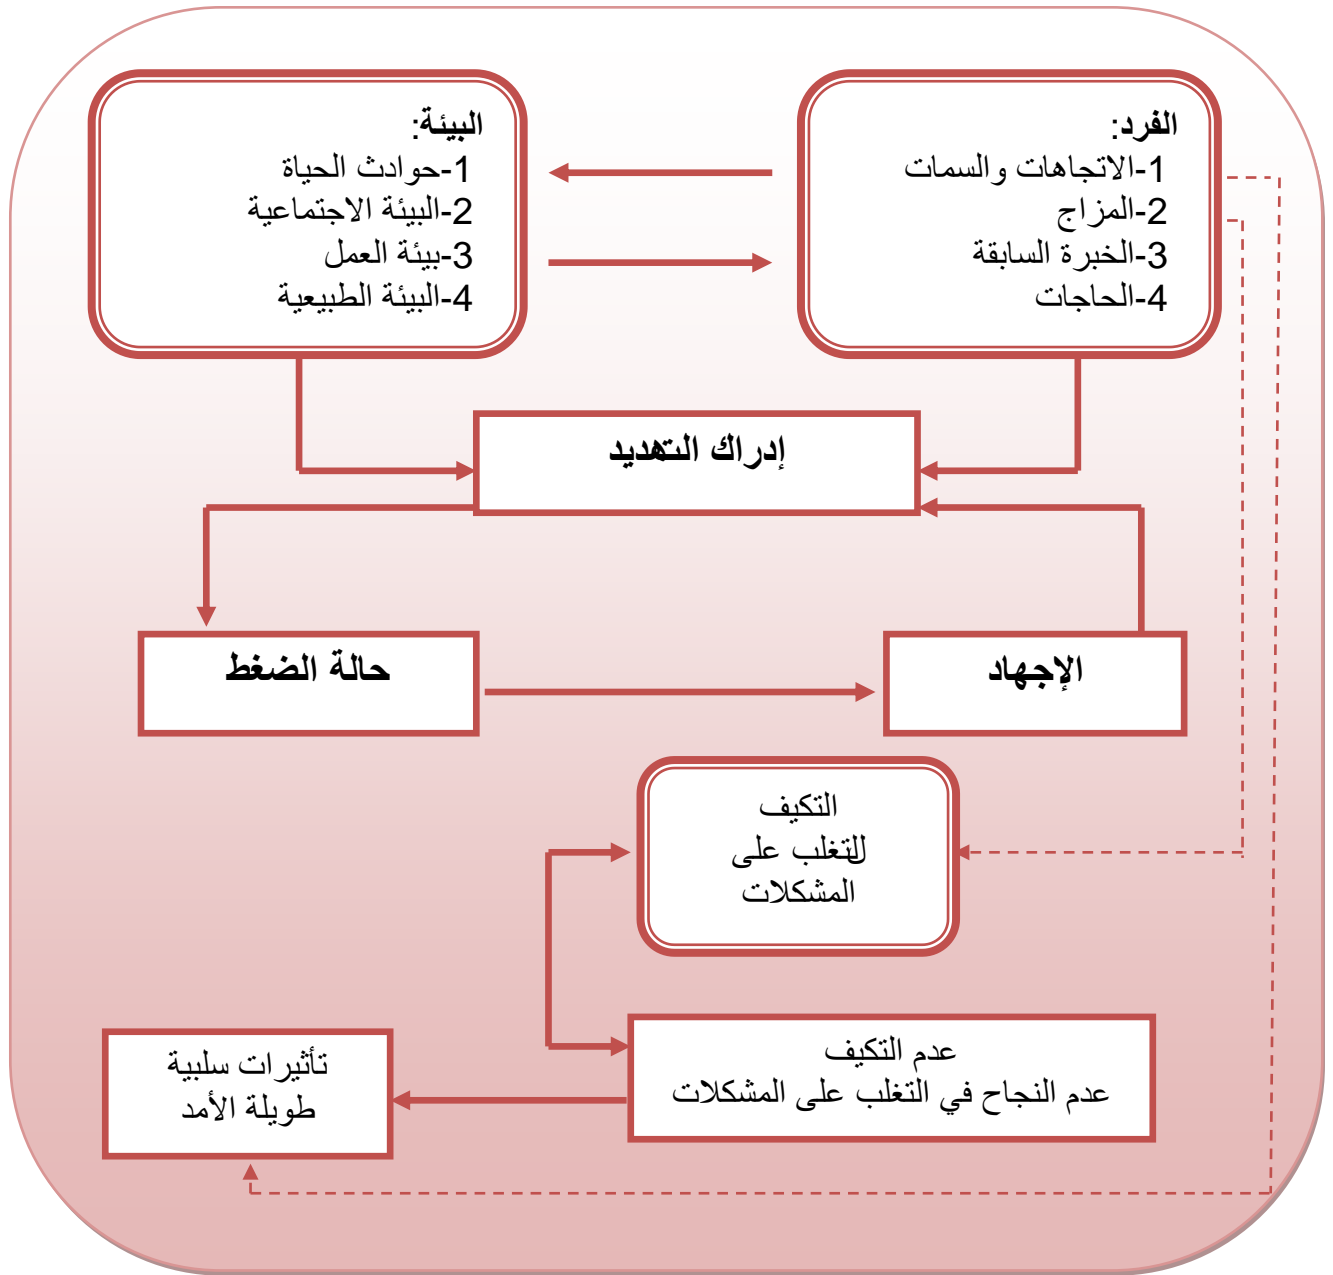 الفرد:
1-الاتجاهات والسمات
2-المزاج
3-الخبرة السابقة
4-الحاجات
البيئة:
1-حوادث الحياة
2-البيئة الاجتماعية
3-بيئة العمل
4-البيئة الطبيعية
إدراك التهديد
الإجهاد
حالة الضغط
التكيف
للتغلب على
المشكلات
عدم التكيف
عدم النجاح في التغلب على المشكلات
تأثيرات سلبية
طويلة الأمد